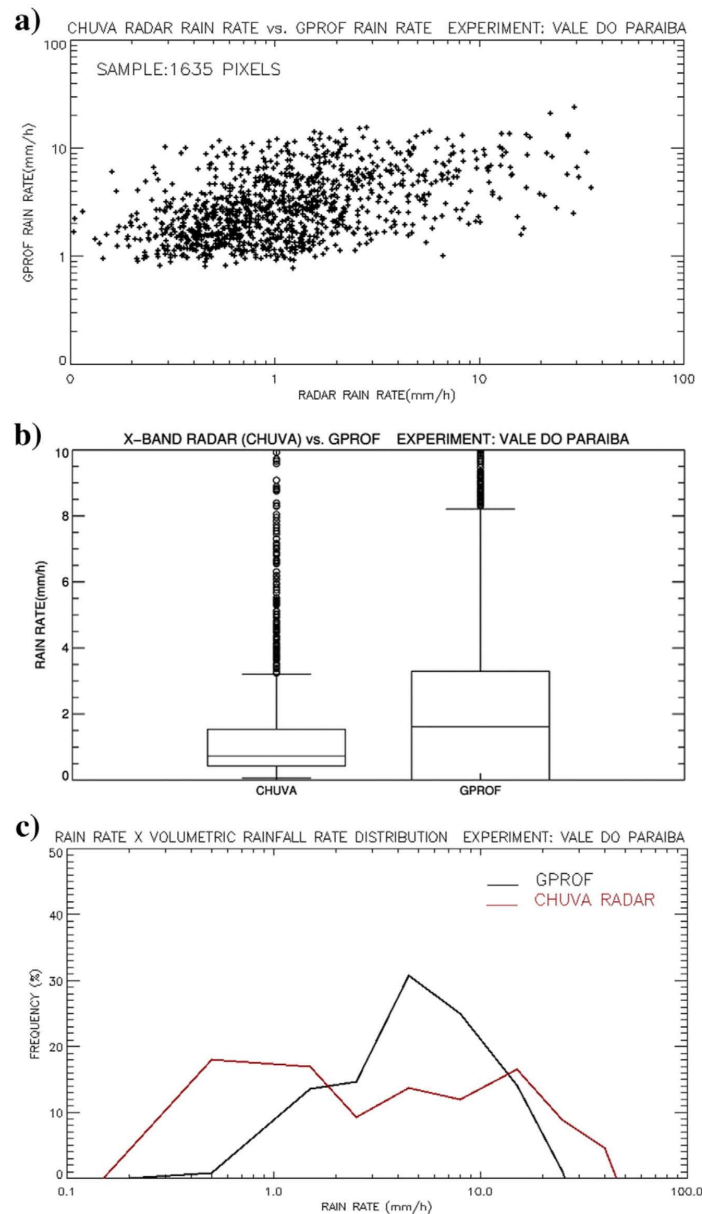 a)
CHUVA RADAR RAIN RATE vs. GPROF RAIN RATE EXPERIMENT: VALE DO PARAIBA
SAMPLE:1635 PIXELS
GPROF RAIN RATE(mm/h)
100
10
1
0
0 1 10 100
RADAR RAIN RATE(mm/h)
b)
X-BAND RADAR (CHUVA) vs. GPROF EXPERIMENT: VALE DO PARAIBA
RAIN RATE(mm/h)
10
8
6
4
2
0
CHUVA GPROF
c)
RAIN RATE X VOLUMETRIC RAINFALL RATE DISTRIBUTION EXPERIMENT: VALE DO PARAIBA
GPROF
CHUVA RADAR
FREQUENCY (%)
50
40
30
20
10
0
0.1 1.0 10.0 100.0
RAIN RATE (mm/h)